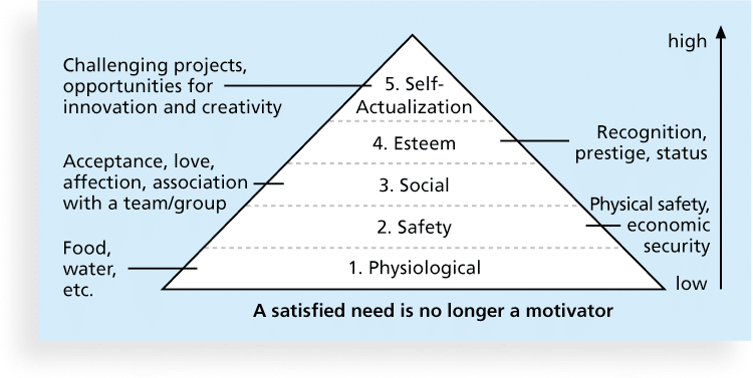 high
Challenging projects,
opportunities for
innovation and creativity
5. Self-
Actualization
4. Esteem
Recognition,
prestige, status
Acceptance, love,
affection, association
with a team/group
3. Social
2. Safety
Physical safety,
economic
security
Food,
water,
etc.
1. Physiological
low
A satisfied need is no longer a motivator